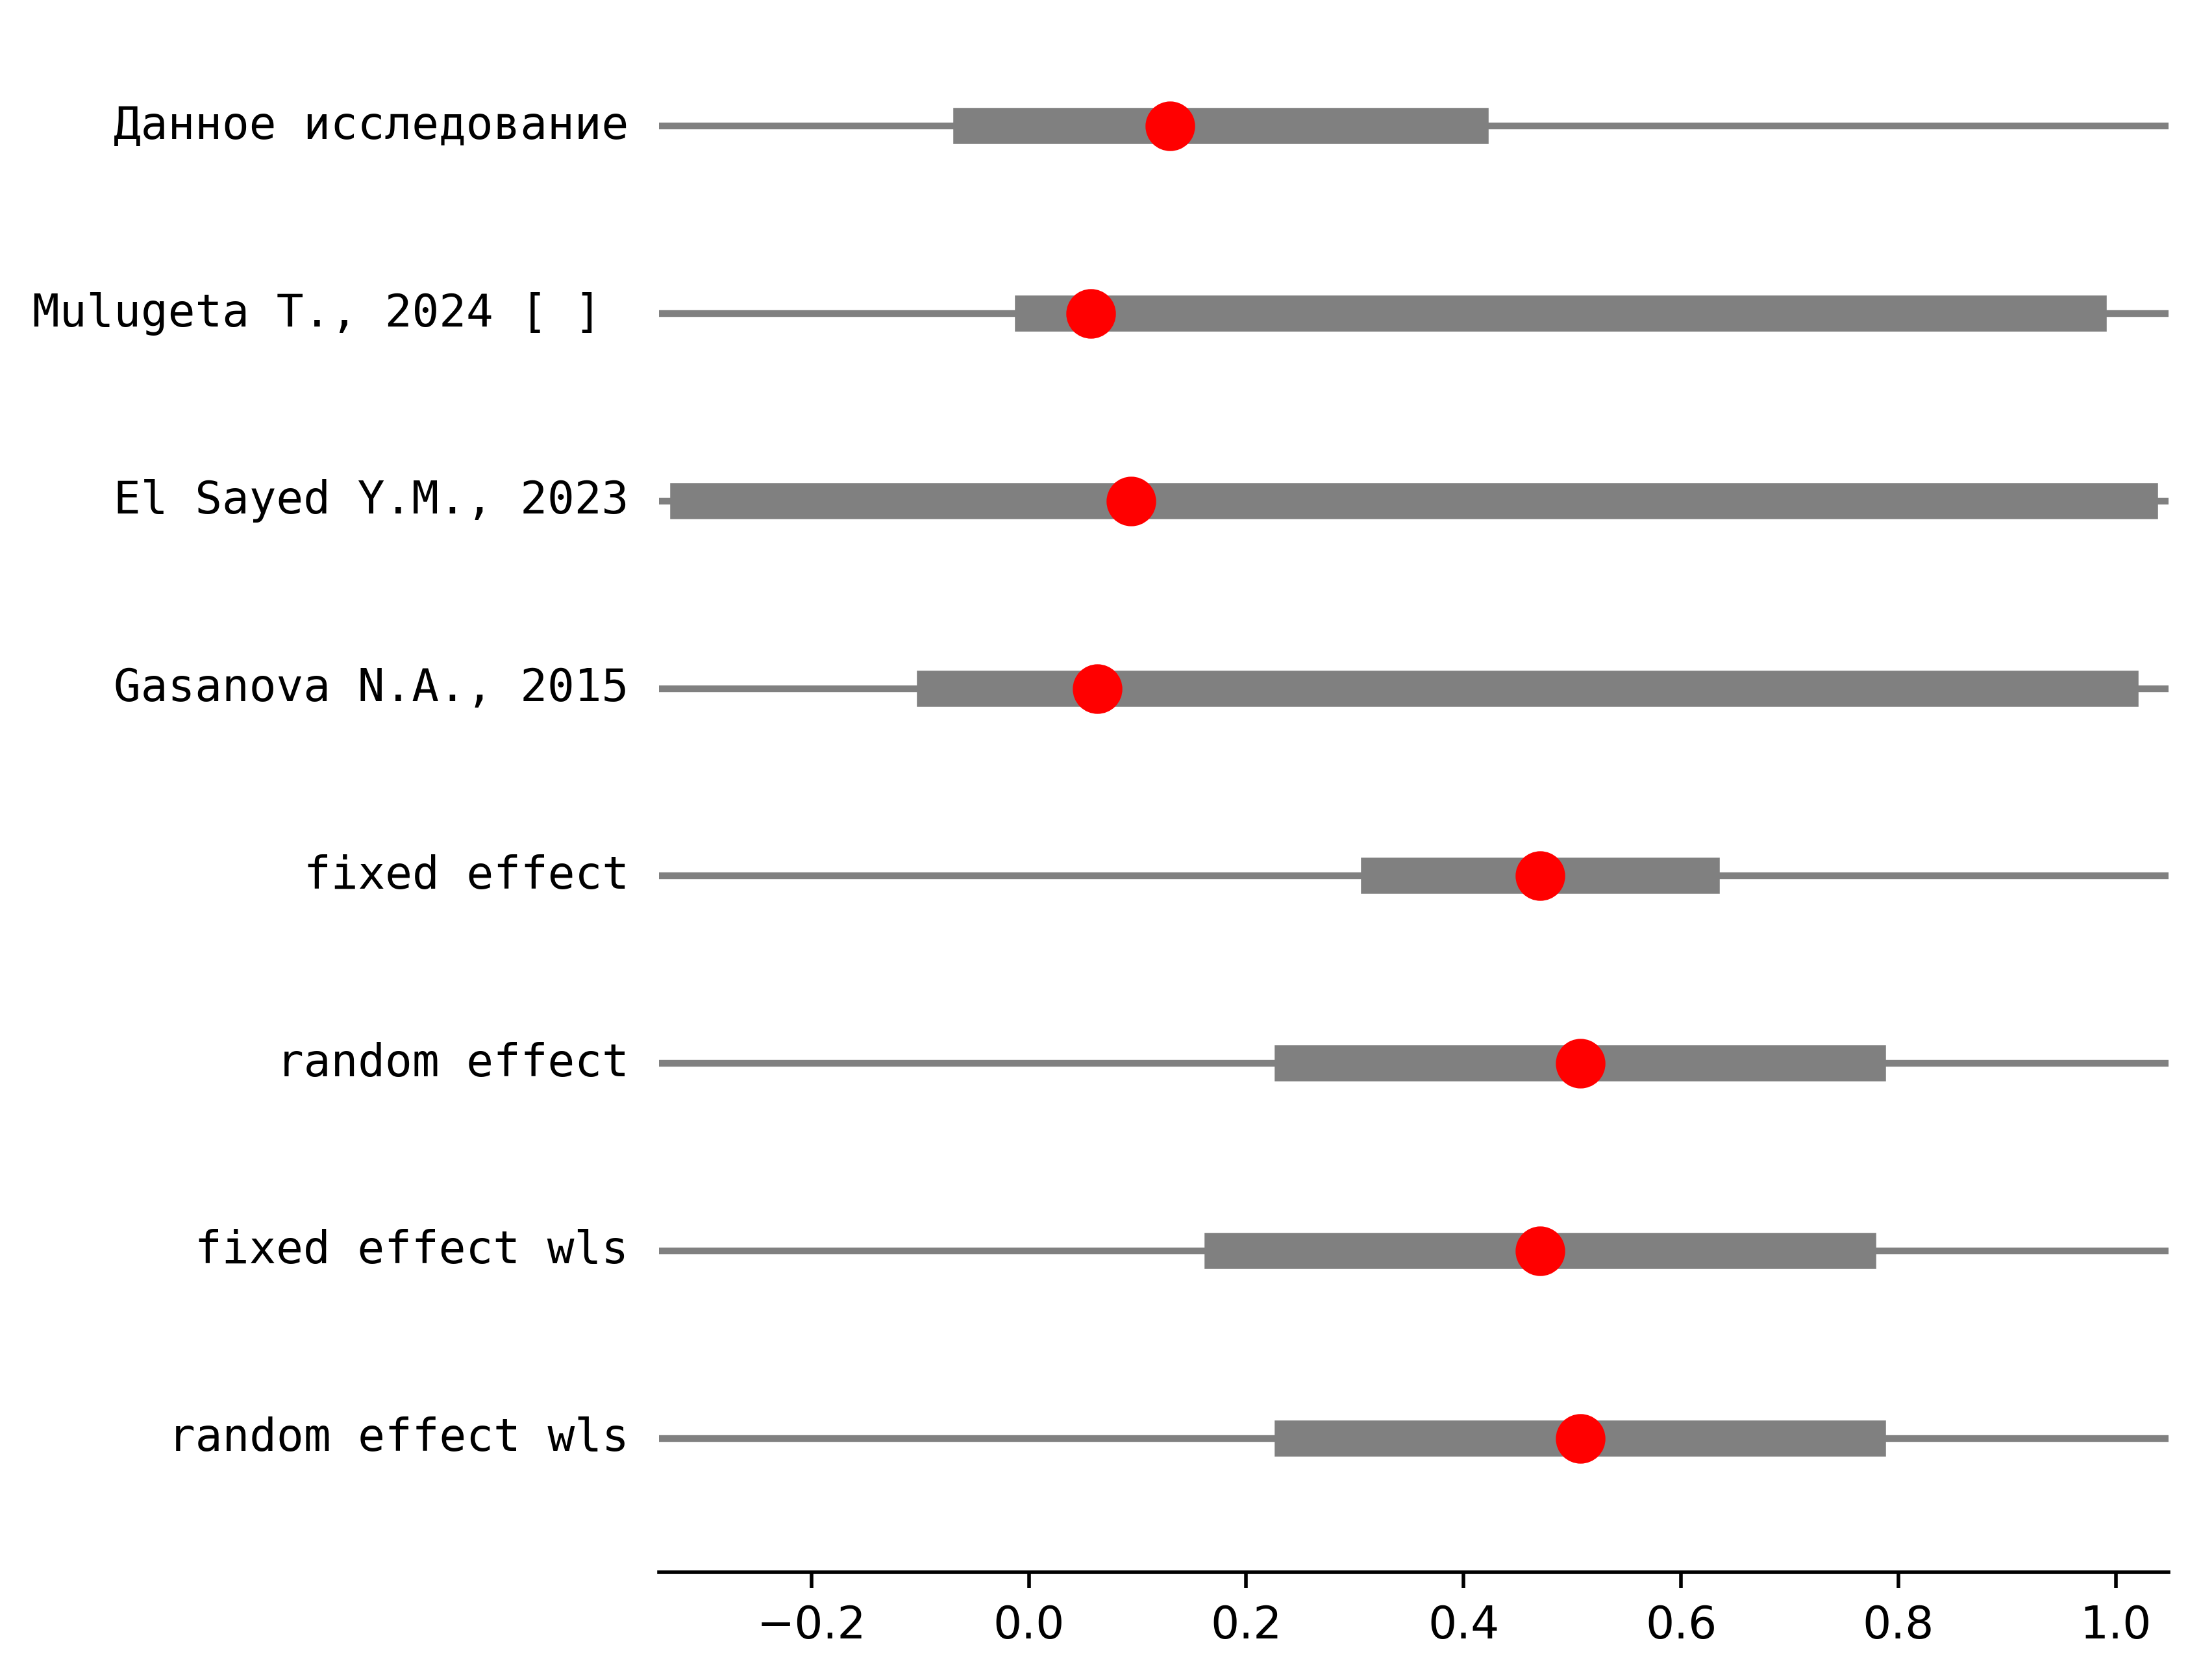 Данное исследование
Mulugeta T., 2024 [ ]
El Sayed Y.M., 2023
Gasanova N.A., 2015
fixed effect
random effect
fixed effect wls
random effect wls
−0.2 0.0 0.2 0.4 0.6 0.8 1.0